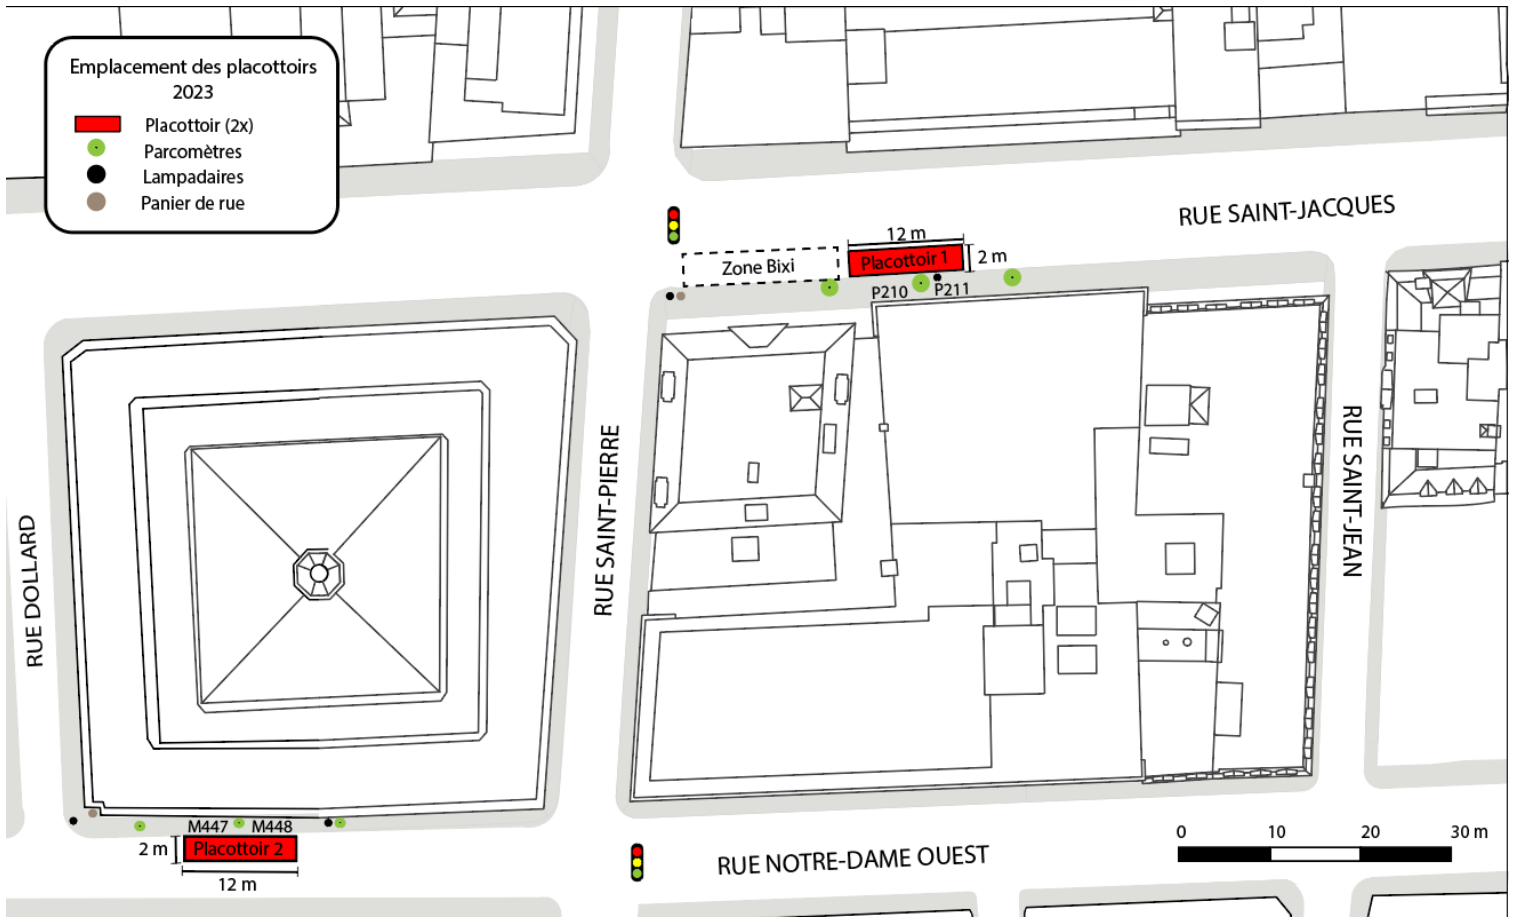 Emplacement des placottoirs
2023
Placottoir (2x)
Parcomètres
Lampadaires
Panier de rue
RUE SAINT-JACQUES
12 m
Placottoir 1
2 m
Zone Bixi
P210
P211
RUE SAINT-PIERRE
RUE SAINT-JEAN
RUE DOLLARD
M447
M448
2 m
Placottoir 2
12 m
RUE NOTRE-DAME OUEST
0 10 20 30 m